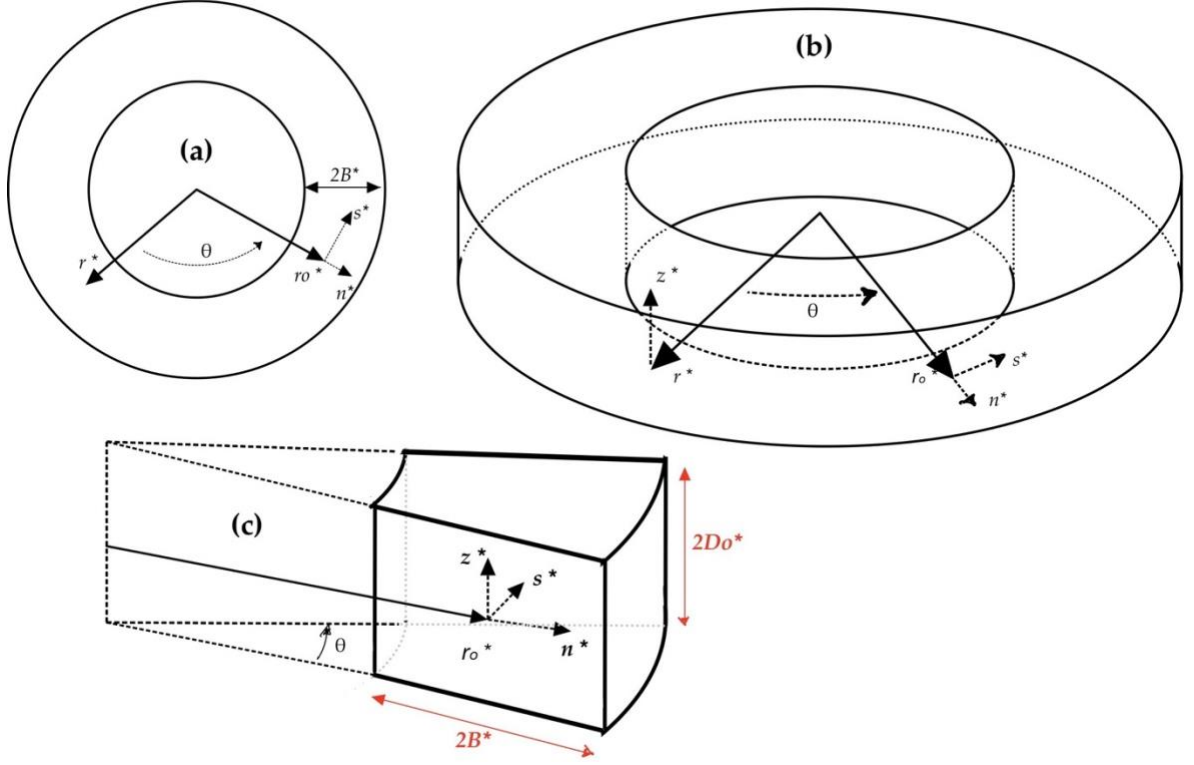 (a)
2B*
s*
r *
θ
ro *
n*
(b)
z *
θ
r *
ro *
s*
n*
(c)
2Do*
z *
s *
θ
ro *
n *
2B*